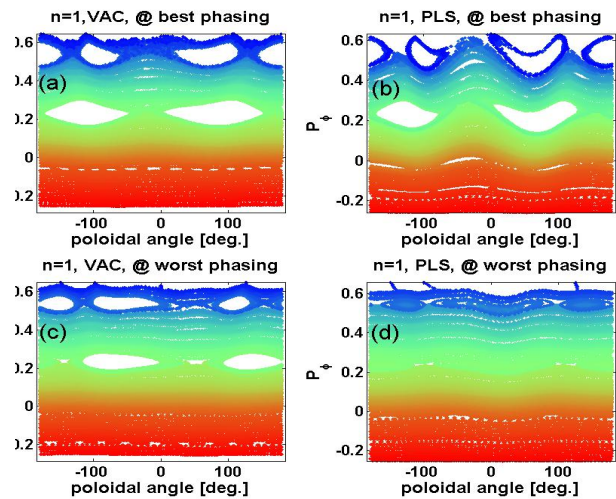 n=1,VAC, @ best phasing
n=1, PLS, @ best phasing
0.6
(a)
0.4
0.2
0
0.2
-100 0 100
poloidal angle [deg.]
0.6
(b)
0.4
0.2
0
-0.2
P_ϕ
-100 0 100
poloidal angle [deg.]
n=1, VAC, @ worst phasing
n=1, PLS, @ worst phasing
0.6
0.4
(c)
0.2
0
0.2
-100 0 100
poloidal angle [deg.]
0.6
0.4
(d)
0.2
0
-0.2
P_ϕ
-100 0 100
poloidal angle [deg.]